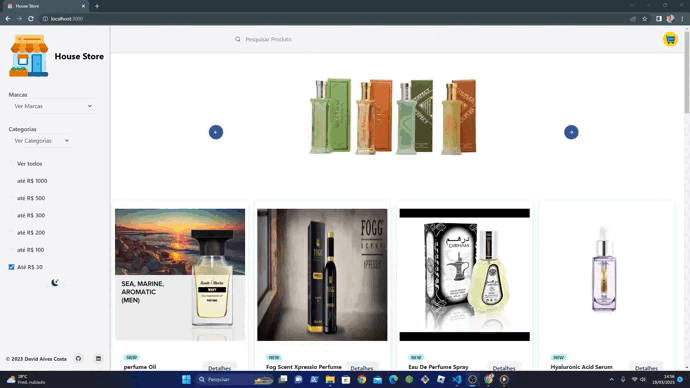 House Store
localhost:3000
House Store
Pesquisar Produto
Marcas
Ver Marcas
Categorias
Ver Categorias
Ver todos
até R$ 1000
até R$ 500
até R$ 300
até R$ 200
até R$ 100
Até R$ 30
SEA, MARINE,
AROMATIC
(MEN)
FOGG
NEW
perfume Oil
Detalhes
NEW
Fog Scent Xpressio Perfume
Detalhes
NEW
Eau De Perfume Spray
Detalhes
NEW
Hyaluronic Acid Serum
Detalhes
© 2023 David Alves Costa
28°C
Pred. nublado
Pesquisar
14:56
19/03/2023